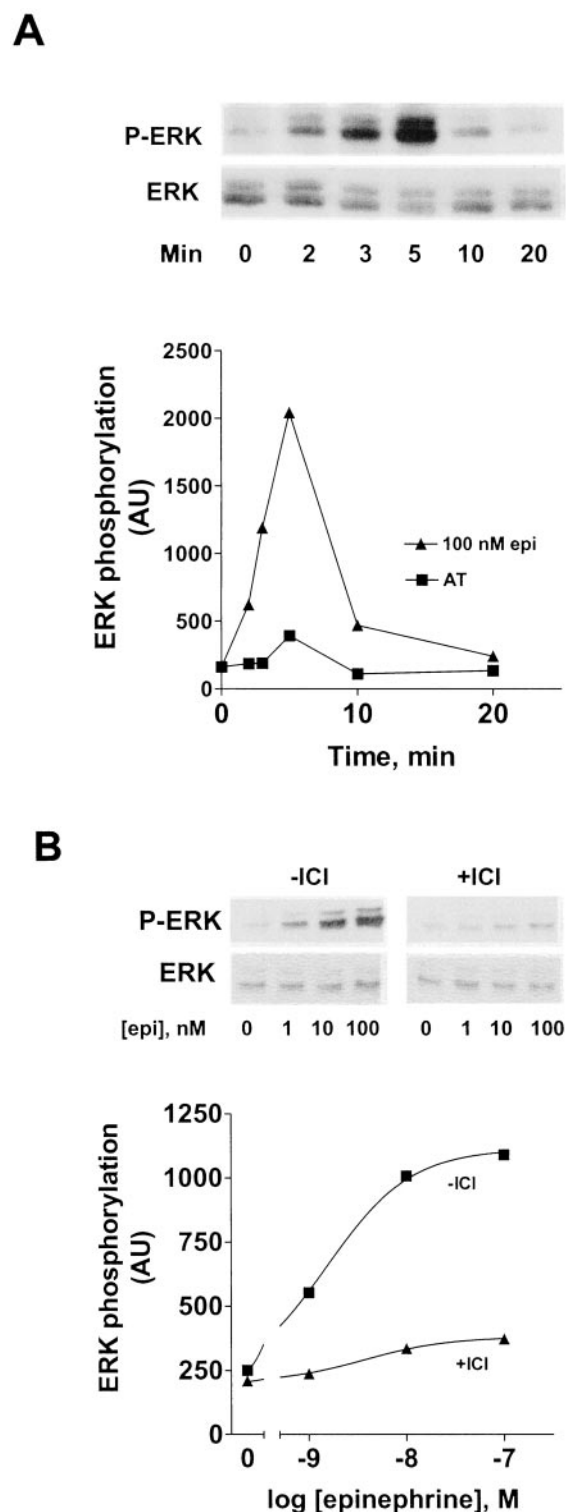 A
P-ERK
ERK
Min 0 2 3 5 10 20
ERK phosphorylation
(AU)
2500
2000
1500
1000
500
0
100 nM epi
AT
0 10 20
Time, min
B
-ICI +ICI
P-ERK
ERK
[epi], nM 0 1 10 100 0 1 10 100
ERK phosphorylation
(AU)
1250
1000
750
500
250
0
-ICI
+ICI
0 -9 -8 -7
log [epinephrine], M